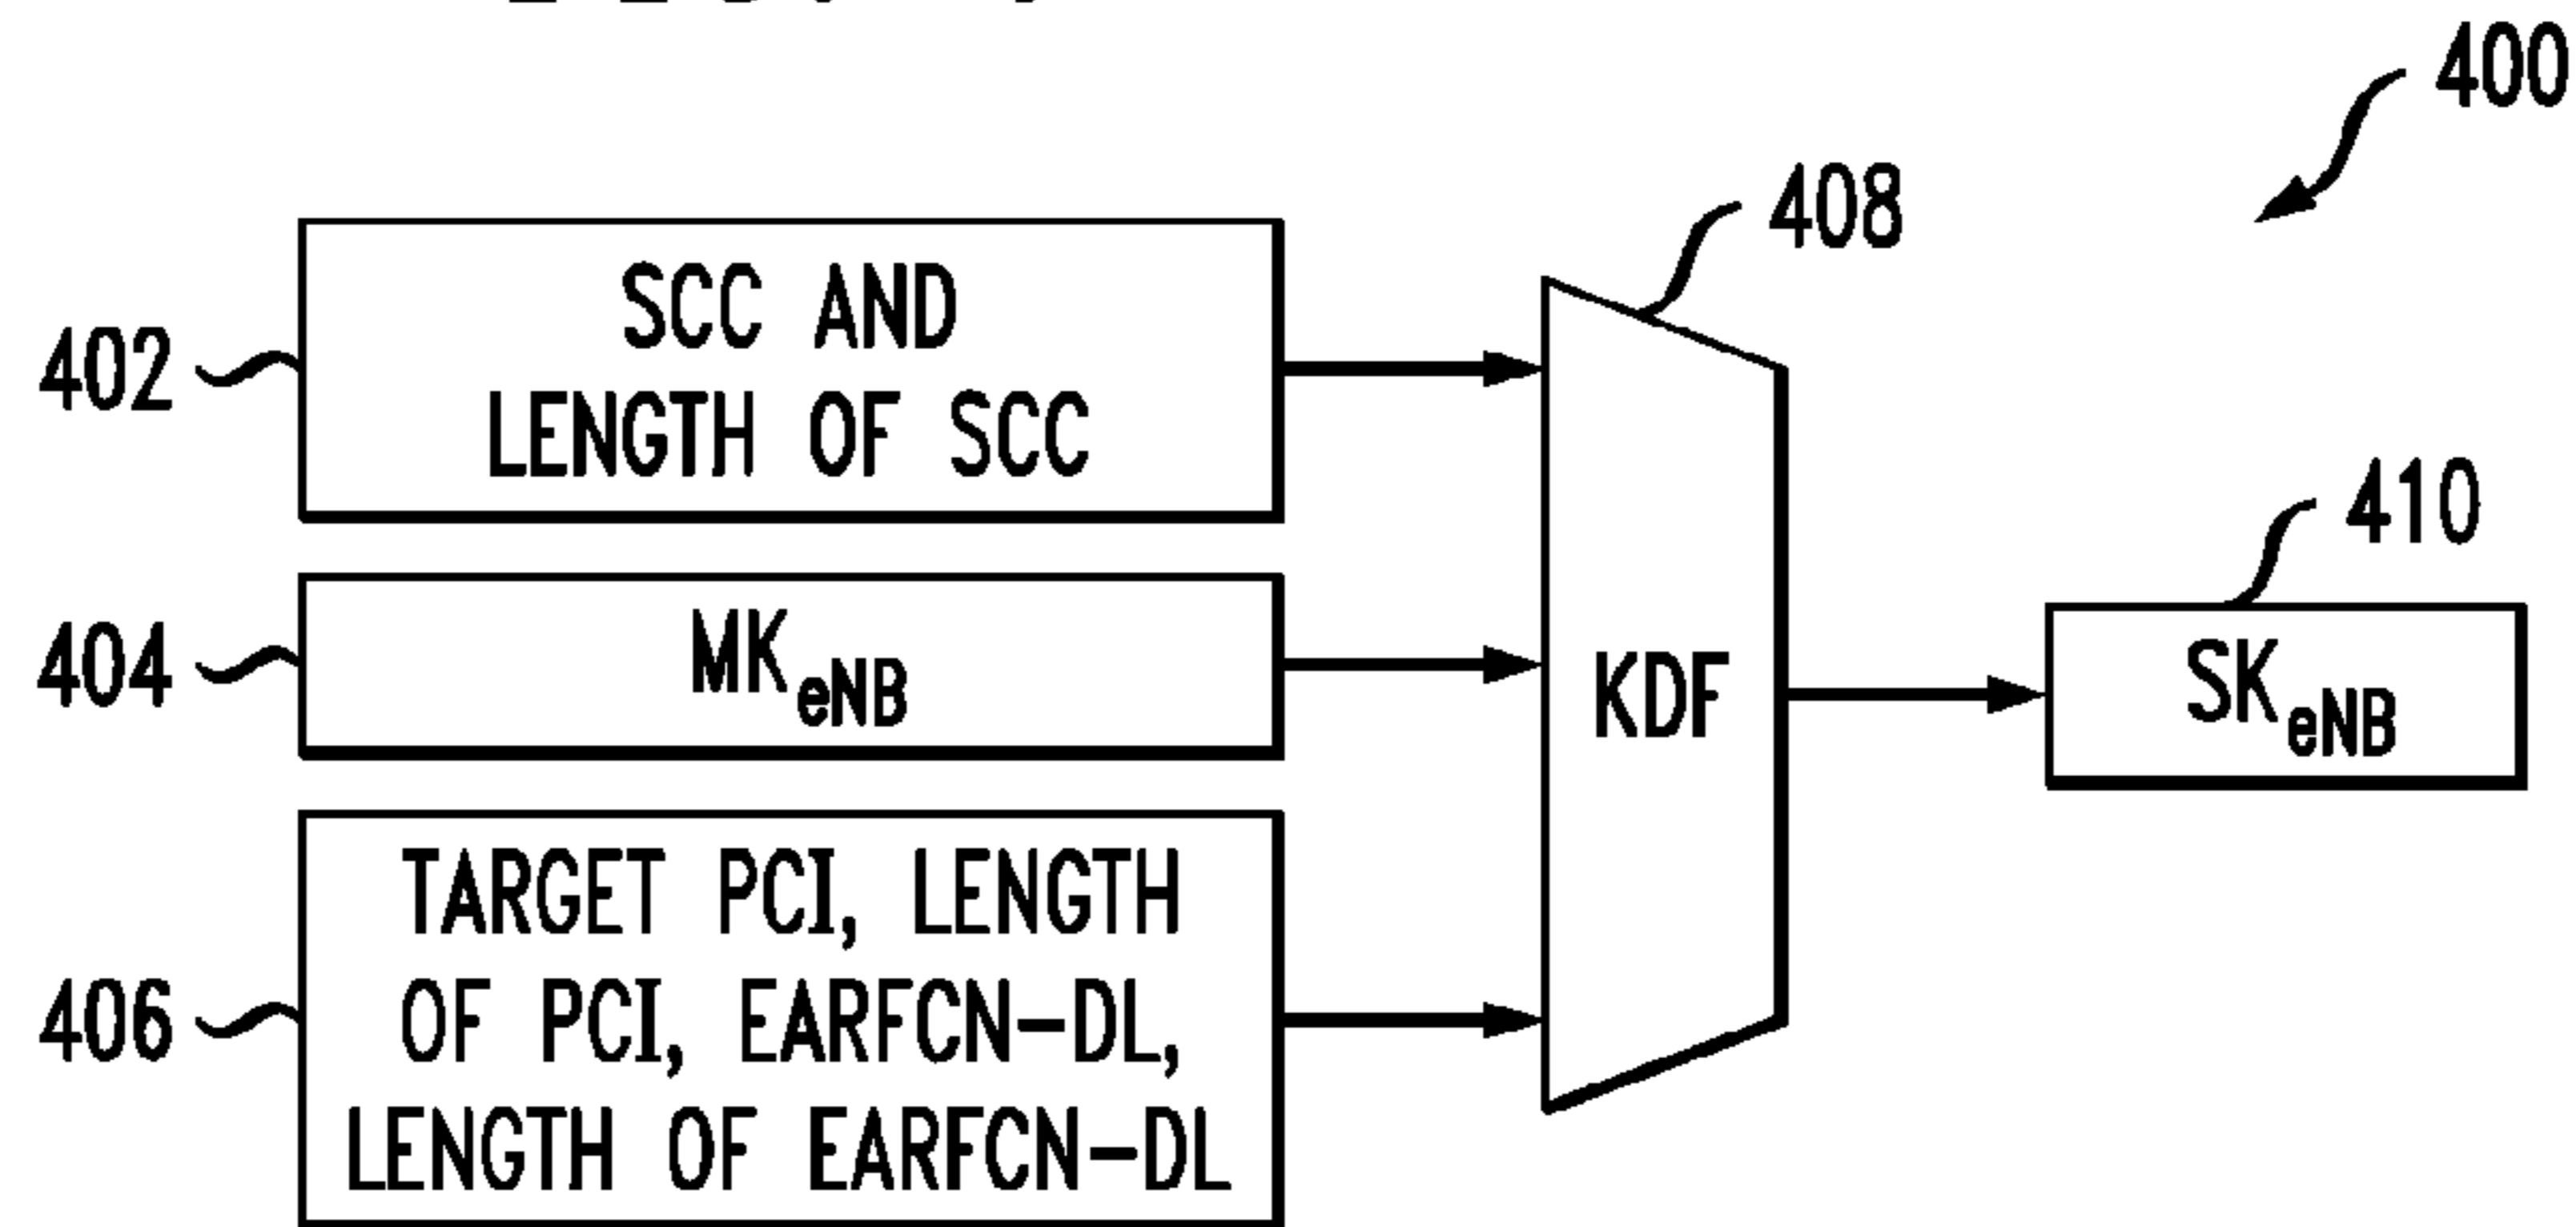 400
408
402
SCC AND
LENGTH OF SCC
410
404
MKeNB
KDF
SKeNB
406
TARGET PCI, LENGTH
OF PCI, EARFCN-DL,
LENGTH OF EARFCN-DL